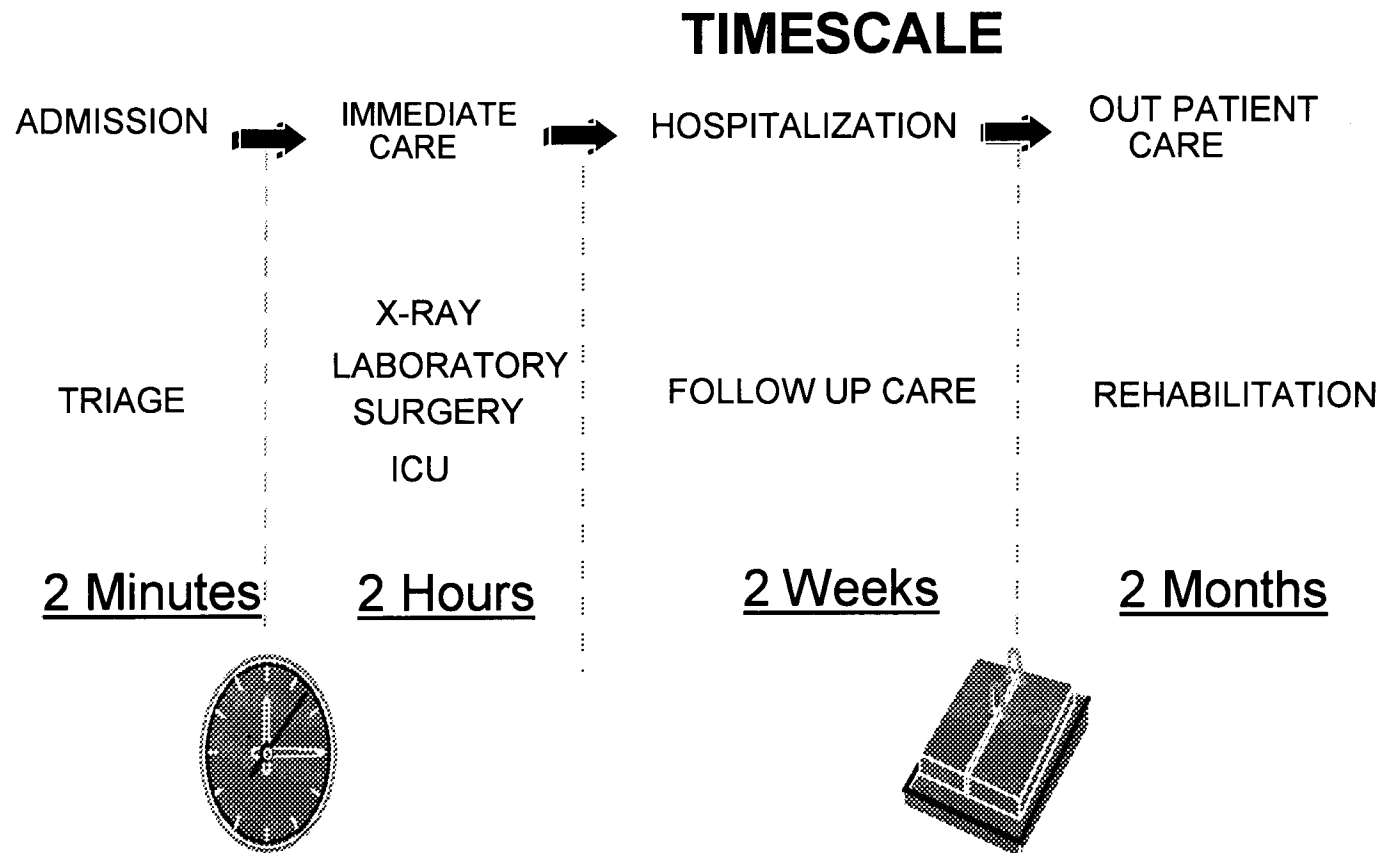 TIMESCALE
ADMISSION
IMMEDIATE
CARE
HOSPITALIZATION
OUT PATIENT
CARE
TRIAGE
X-RAY
LABORATORY
SURGERY
ICU
FOLLOW UP CARE
REHABILITATION
2 Minutes
2 Hours
2 Weeks
2 Months